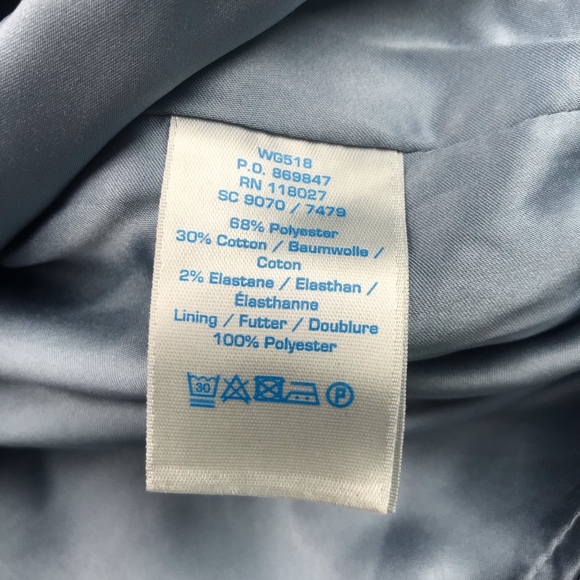 WG518
P.O. 869847
RN 118027
SC 9070 / 7479
68% Polyester
30% Cotton / Baumwolle /
Coton
2% Elastane / Elasthan /
Élasthanne
Lining / Futter / Doublure
100% Polyester
30 P